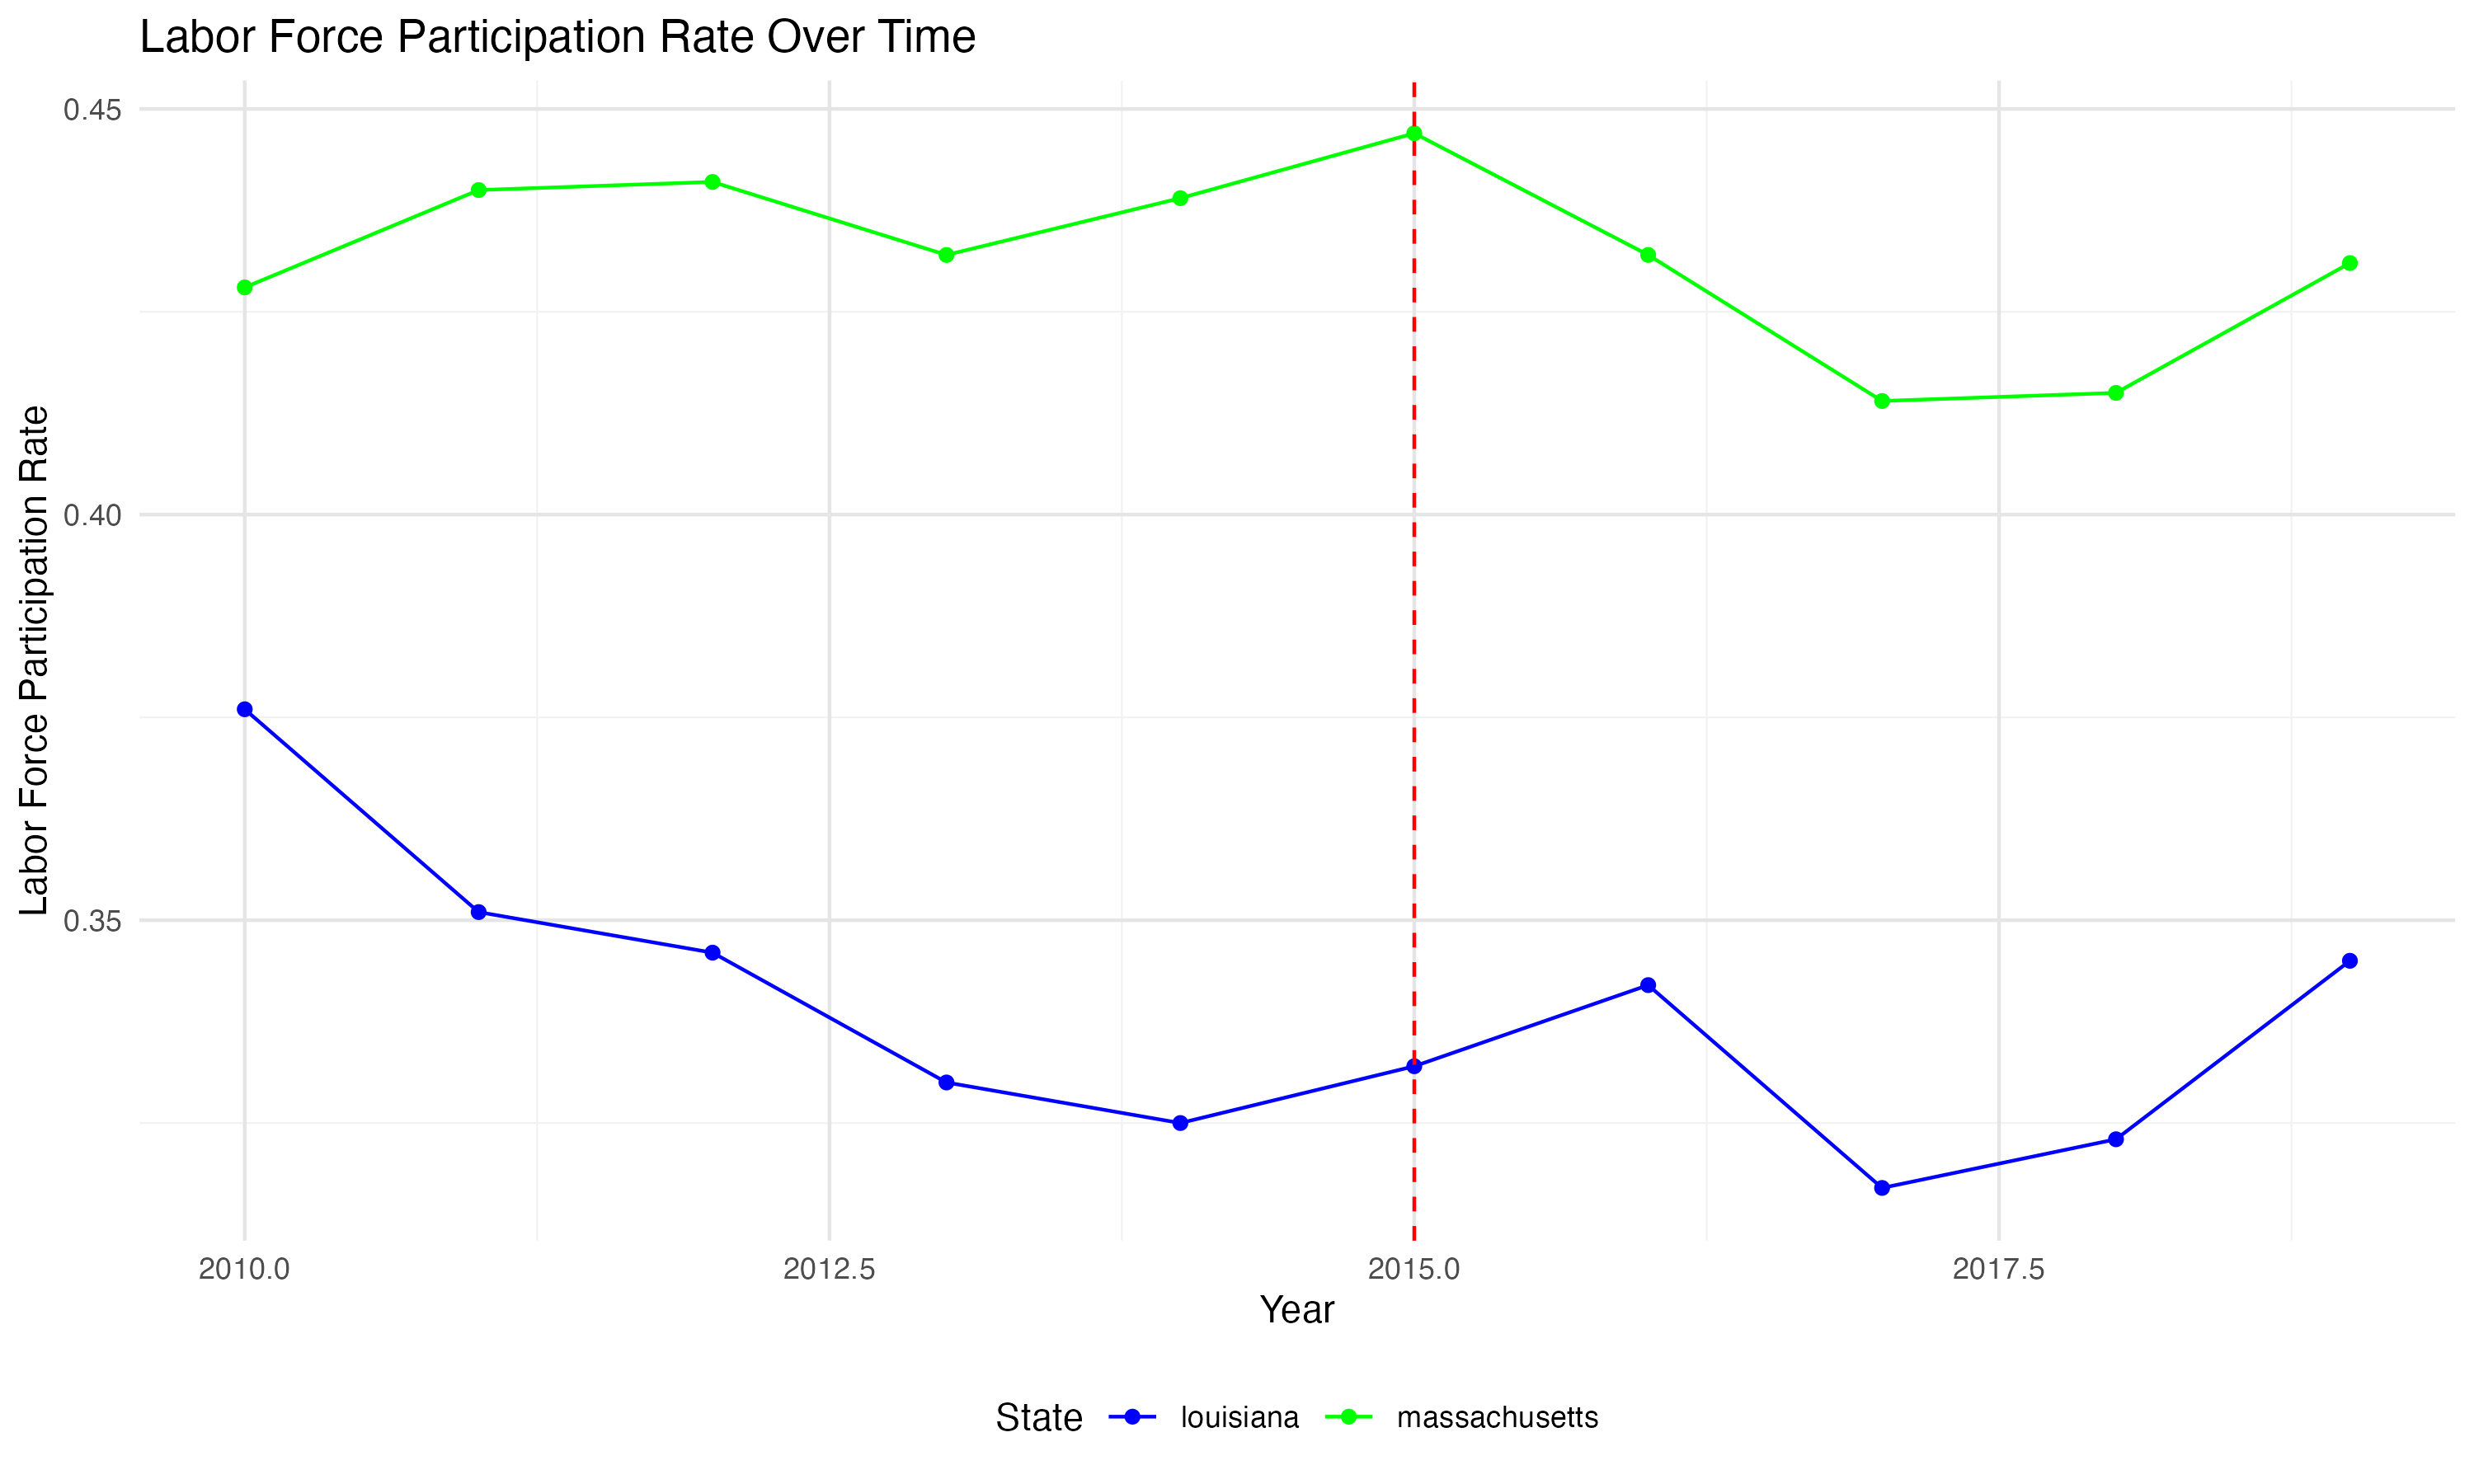 Labor Force Participation Rate Over Time
Labor Force Participation Rate
0.45
0.40
0.35
2010.0 2012.5 2015.0 2017.5
Year
State louisiana massachusetts